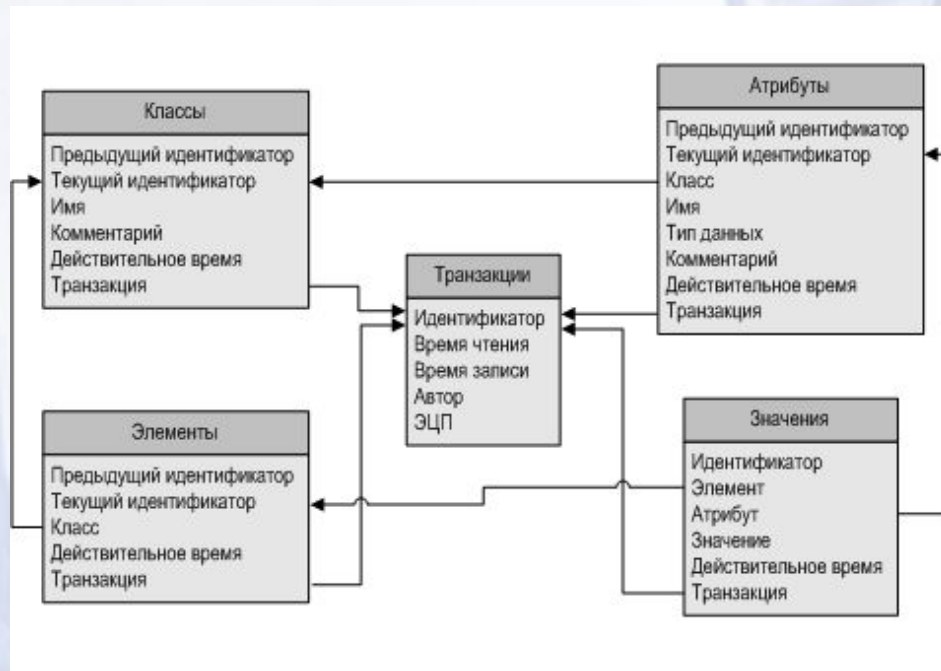 Классы
Предыдущий идентификатор
Текущий идентификатор
Имя
Комментарий
Действительное время
Транзакция
Атрибуты
Предыдущий идентификатор
Текущий идентификатор
Класс
Имя
Тип данных
Комментарий
Действительное время
Транзакция
Транзакции
Идентификатор
Время чтения
Время записи
Автор
ЭЦП
Элементы
Предыдущий идентификатор
Текущий идентификатор
Класс
Действительное время
Транзакция
Значения
Идентификатор
Элемент
Атрибут
Значение
Действительное время
Транзакция